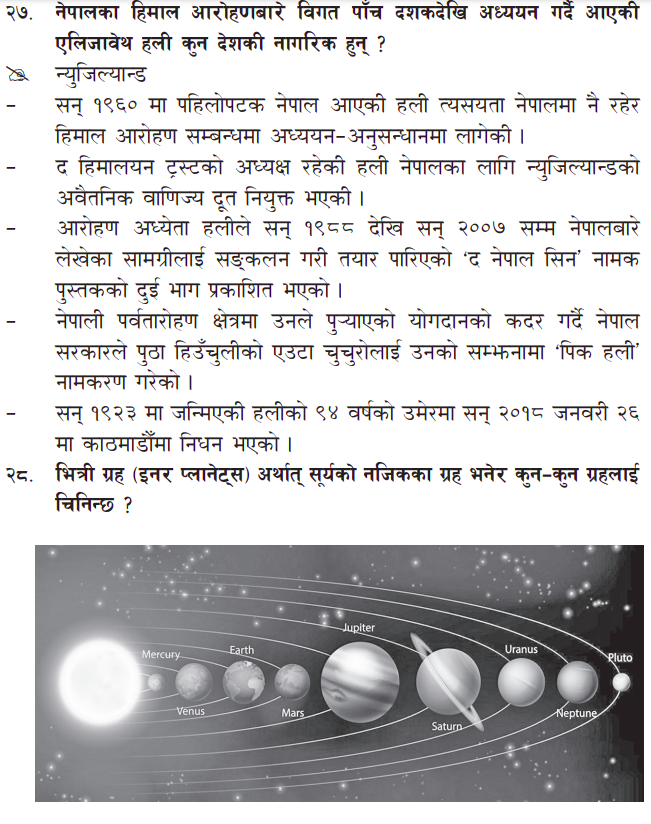 २७. नेपालका हिमाल आरोहणबारे विगत पाँच दशकदेखि अध्ययन गर्दै आएकी
एलिजावेथ हली कुन देशकी नागरिक हुन् ?
न्युजिल्यान्ड
– सन् १९६० मा पहिलोपटक नेपाल आएकी हली त्यसयता नेपालमा नै रहेर
हिमाल आरोहण सम्बन्धमा अध्ययन–अनुसन्धानमा लागेकी ।
– द हिमालयन ट्रस्टको अध्यक्ष रहेकी हली नेपालका लागि न्युजिल्यान्डको
अवैतनिक वाणिज्य दूत नियुक्त भएकी ।
– आरोहण अध्येता हलीले सन् १९८८ देखि सन् २००७ सम्म नेपालबारे
लेखेका सामग्रीलाई सङ्कलन गरी तयार पारिएको ‘द नेपाल सिन’ नामक
पुस्तकको दुई भाग प्रकाशित भएको ।
– नेपाली पर्वतारोहण क्षेत्रमा उनले पुऱ्याएको योगदानको कदर गर्दै नेपाल
सरकारले पुठा हिउँचुलीको एउटा चुचुरोलाई उनको सम्झनामा ‘पिक हली’
नामकरण गरेको ।
– सन् १९२३ मा जन्मिएकी हलीको ९४ वर्षको उमेरमा सन् २०१८ जनवरी २६
मा काठमाडौँमा निधन भएको ।
२८. भित्री ग्रह (इनर प्लानेट्स) अर्थात् सूर्यको नजिकका ग्रह भनेर कुन–कुन ग्रहलाई
चिनिन्छ ?
Mercury
Venus
Earth
Mars
Jupiter
Saturn
Uranus
Neptune
Pluto